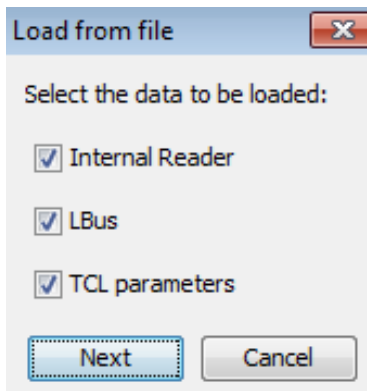 Load from file
Select the data to be loaded:
Internal Reader
LBus
TCL parameters
Next Cancel